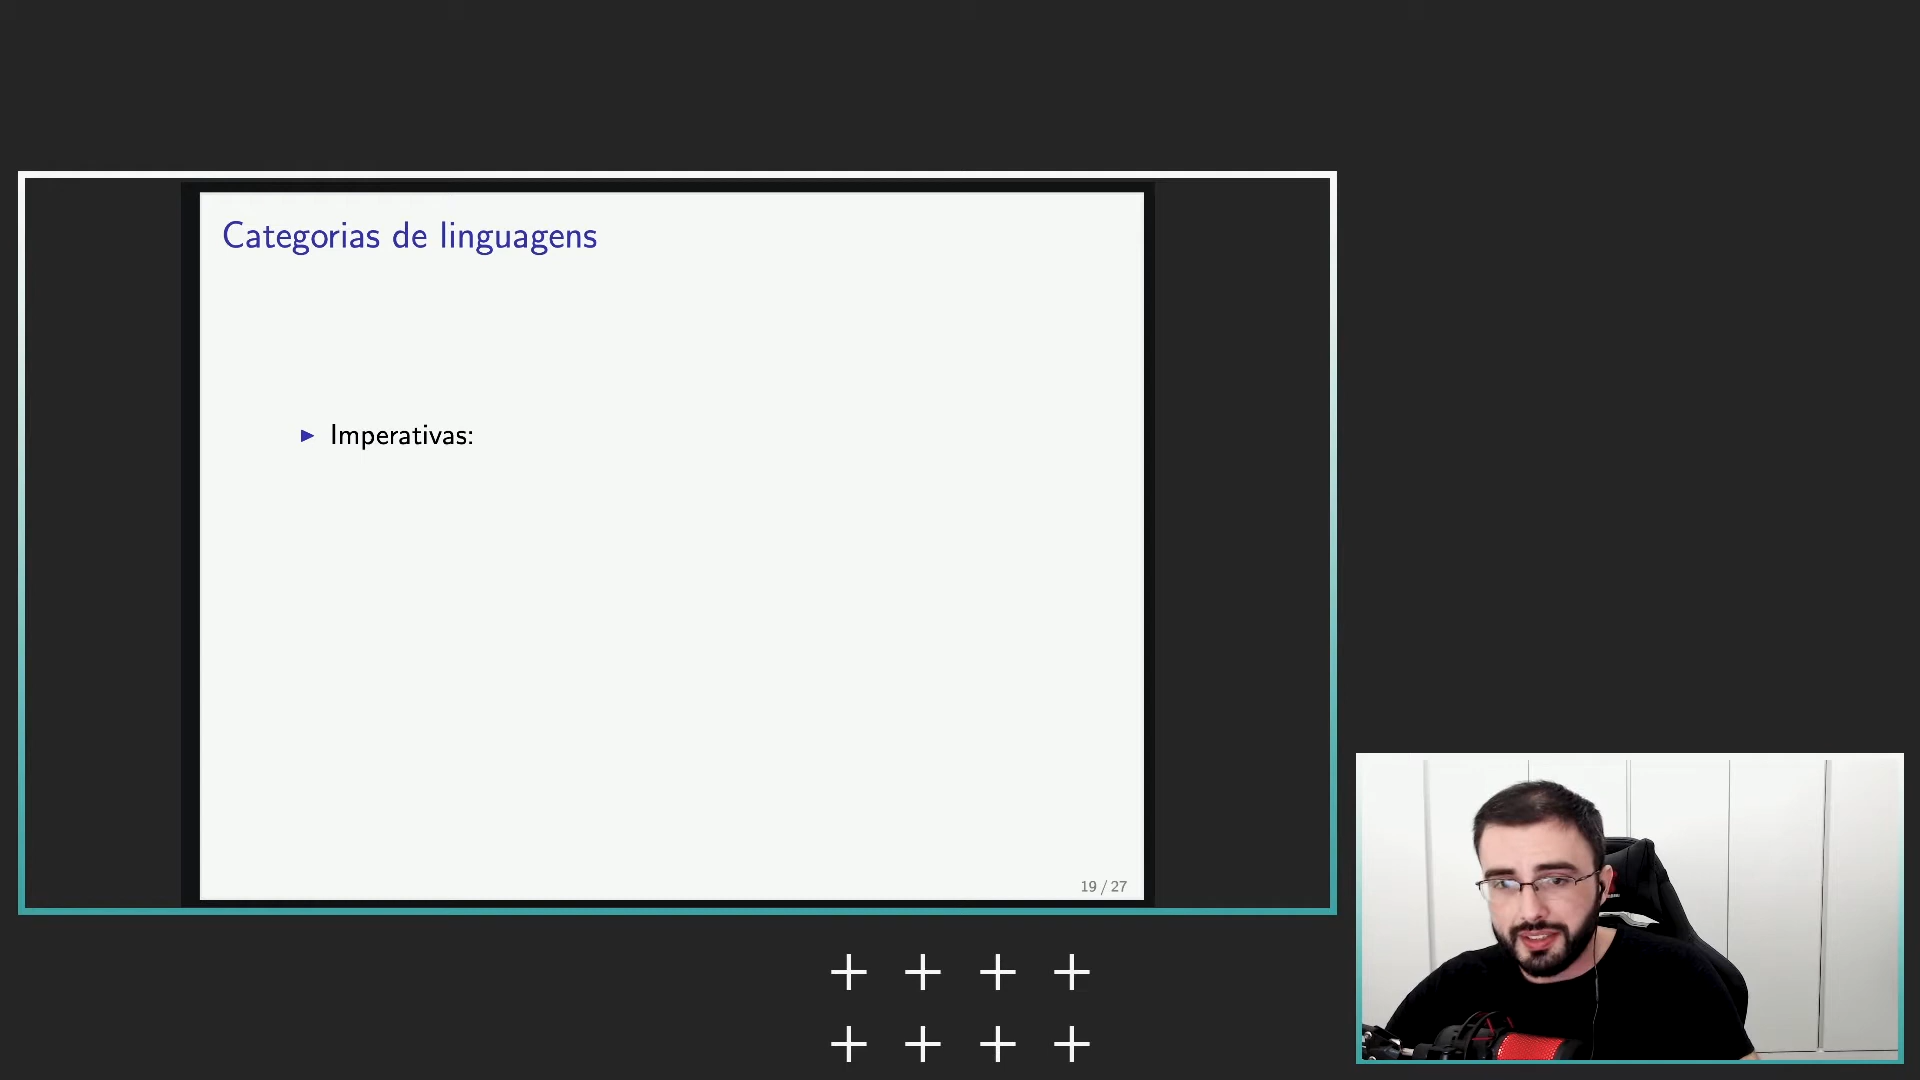 Categorias de linguagens
► Imperativas:
19 / 27